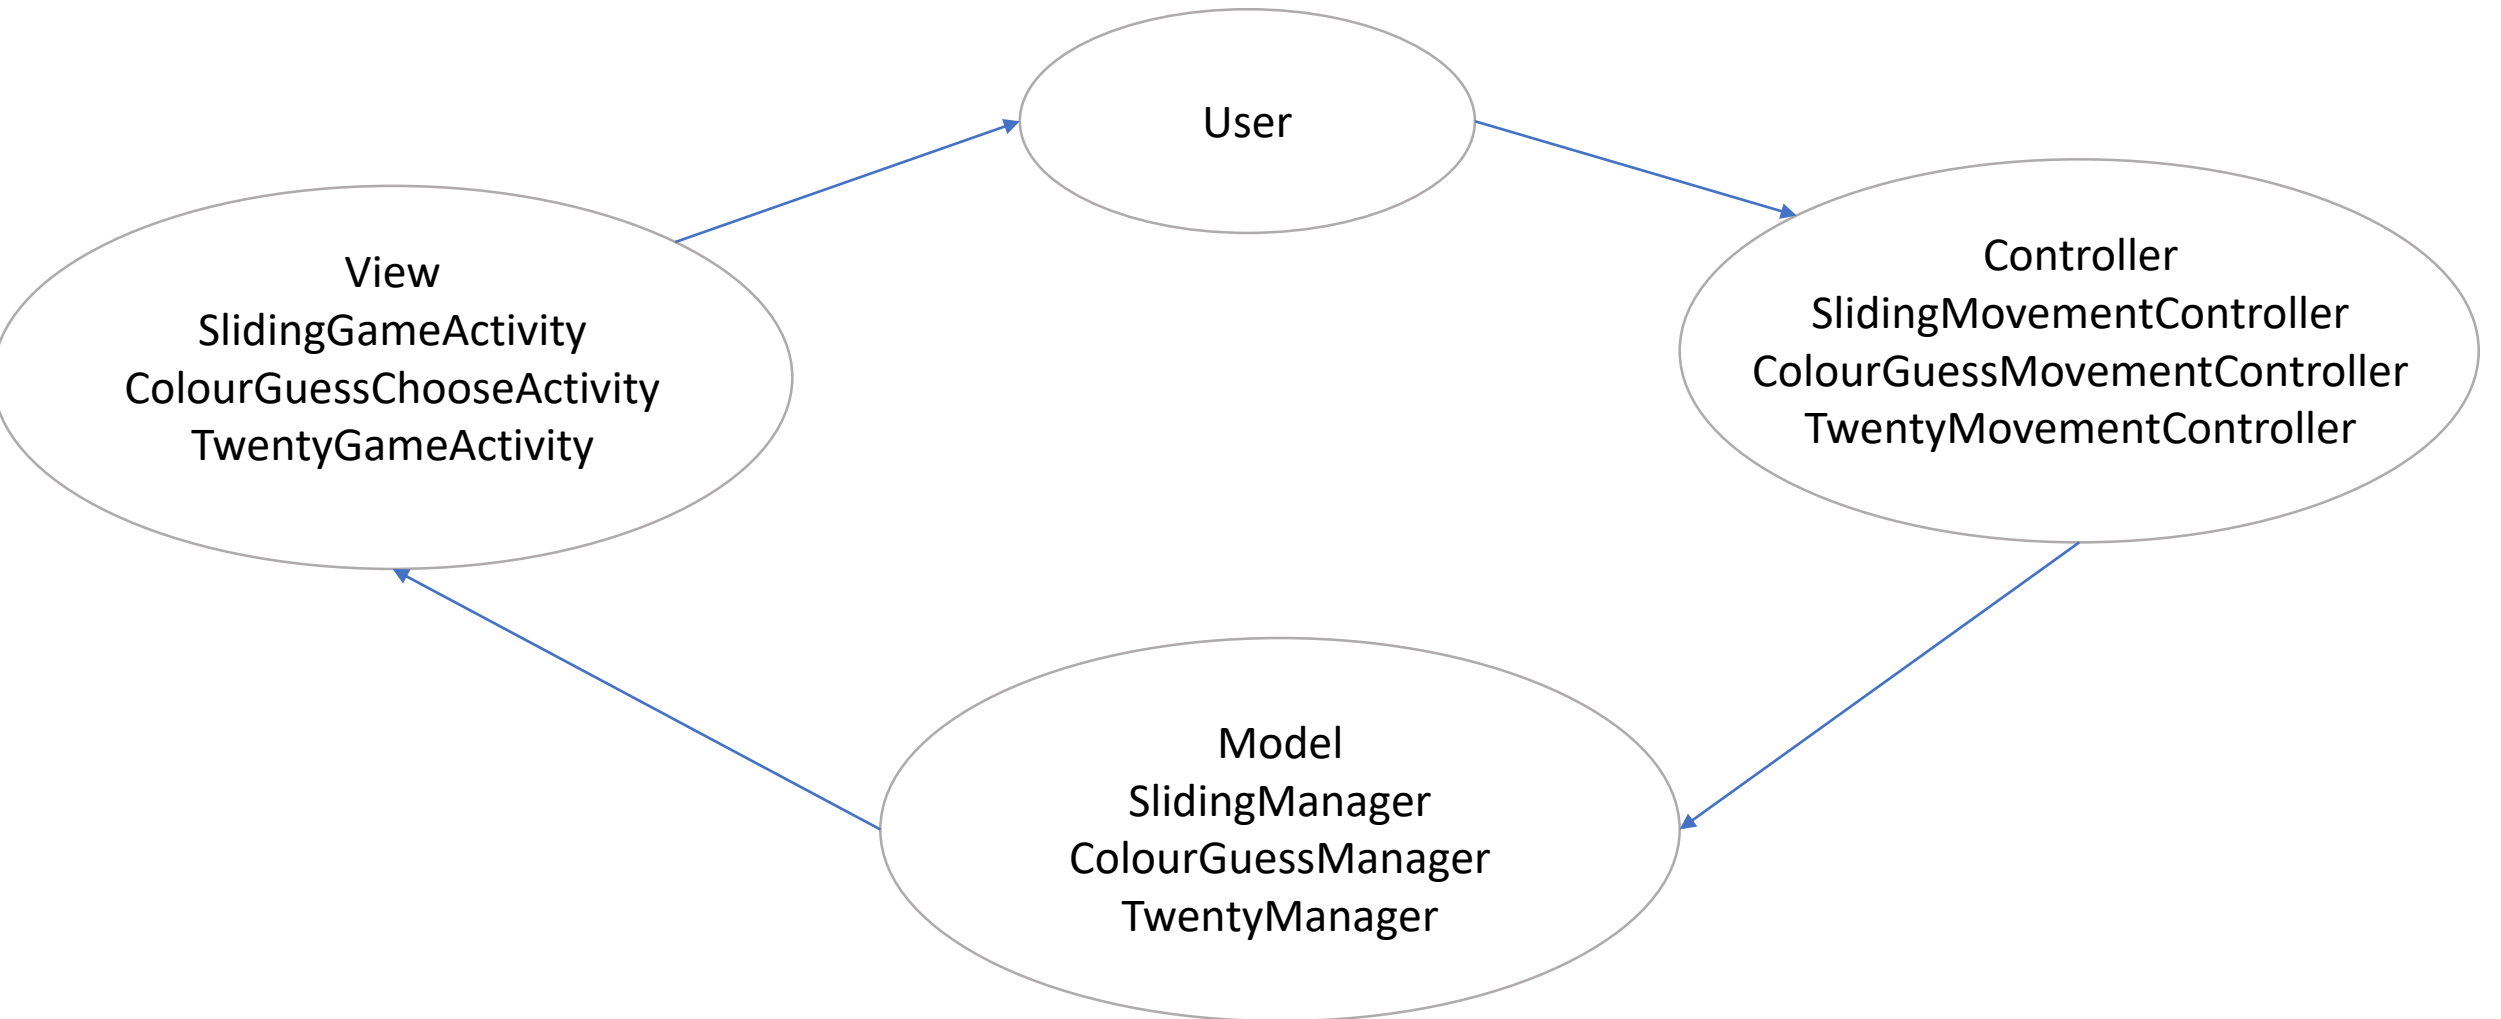 User
View
SlidingGameActivity
ColourGuessChooseActivity
TwentyGameActivity
Controller
SlidingMovementController
ColourGuessMovementController
TwentyMovementController
Model
SlidingManager
ColourGuessManager
TwentyManager